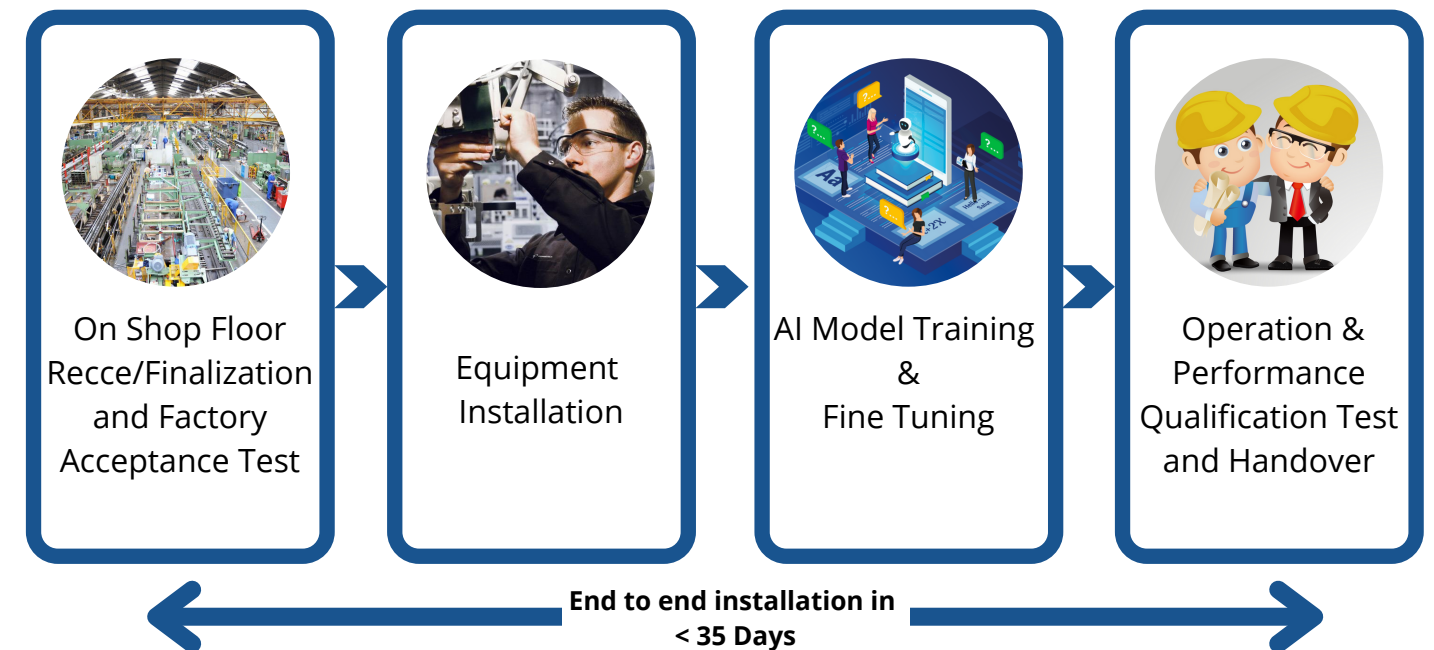 On Shop Floor
Recce/Finalization
and Factory
Acceptance Test
Equipment
Installation
?...
?...
?...
?...
Aa
AI Model Training
&
Fine Tuning
Operation &
Performance
Qualification Test
and Handover
End to end installation in
< 35 Days